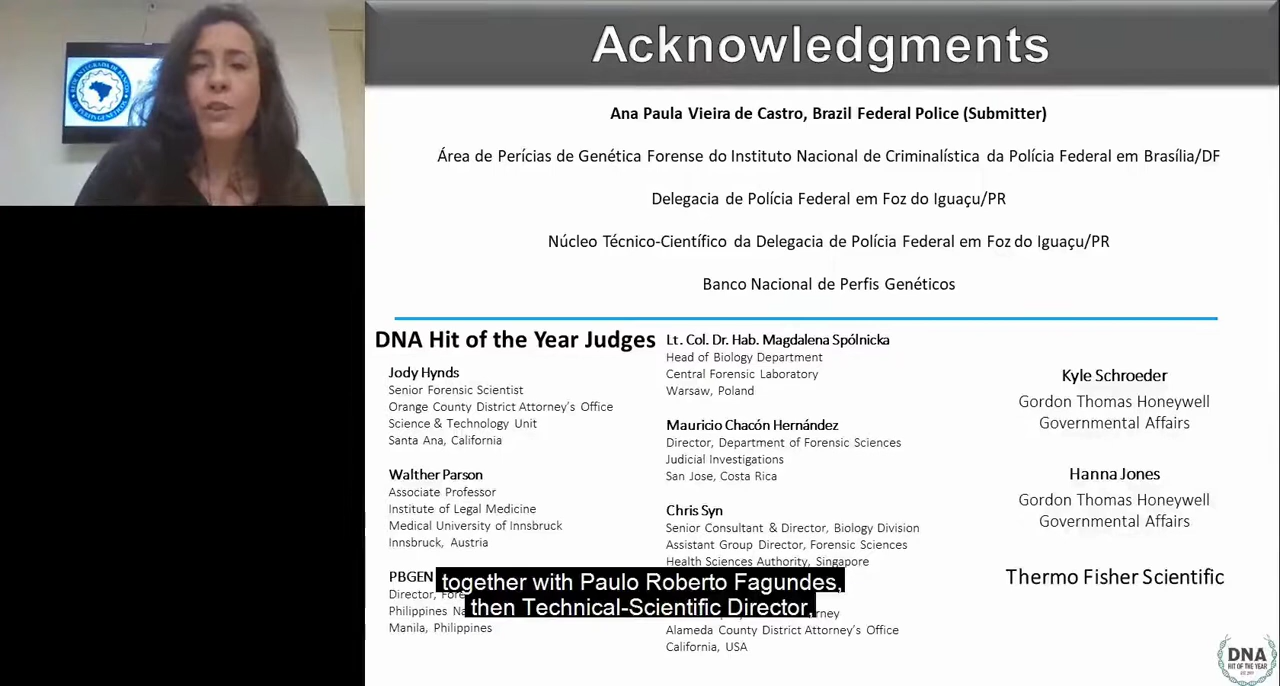 Acknowledgments
Ana Paula Vieira de Castro, Brazil Federal Police (Submitter)
Área de Perícias de Genética Forense do Instituto Nacional de Criminalística da Polícia Federal em Brasília/DF
Delegacia de Polícia Federal em Foz do Iguaçu/PR
Núcleo Técnico-Científico da Delegacia de Polícia Federal em Foz do Iguaçu/PR
Banco Nacional de Perfis Genéticos
DNA Hit of the Year Judges
Jody Hynds
Senior Forensic Scientist
Orange County District Attorney's Office
Science & Technology Unit
Santa Ana, California
Walther Parson
Associate Professor
Institute of Legal Medicine
Medical University of Innsbruck
Innsbruck, Austria
PBGEN
Director,
Philippines
Manila, Philippines
Lt. Col. Dr. Hab. Magdalena Spólnicka
Head of Biology Department
Central Forensic Laboratory
Warsaw, Poland
Mauricio Chacón Hernández
Director, Department of Forensic Sciences
Judicial Investigations
San Jose, Costa Rica
Chris Syn
Senior Consultant & Director, Biology Division
Assistant Group Director, Forensic Sciences
Health Sciences Authority, Singapore
Alameda County District Attorney's Office
California, USA
Kyle Schroeder
Gordon Thomas Honeywell
Governmental Affairs
Hanna Jones
Gordon Thomas Honeywell
Governmental Affairs
Thermo Fisher Scientific
together with Paulo Roberto Fagundes,
then Technical-Scientific Director,
DNA
HIT OF THE YEAR